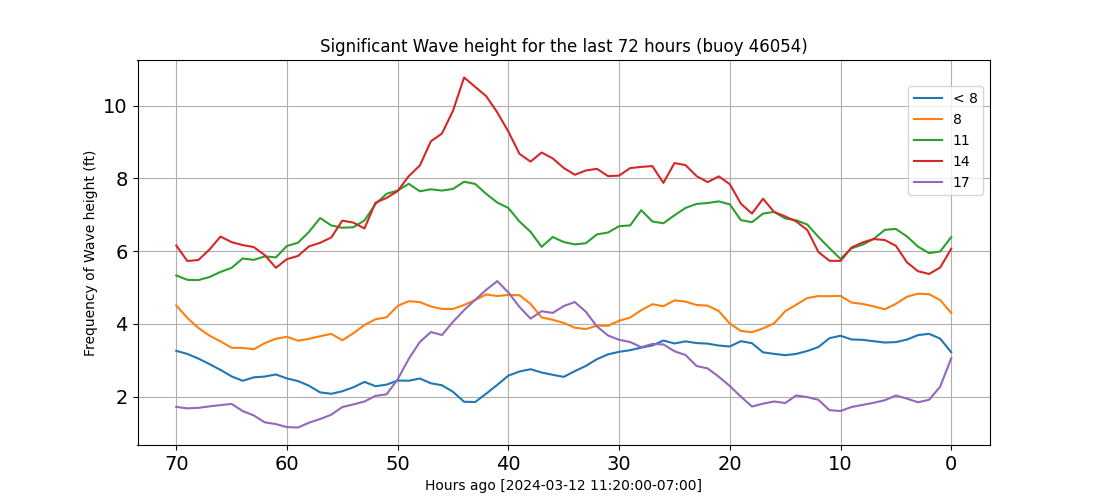 Significant Wave height for the last 72 hours (buoy 46054)
Frequency of Wave height (ft)
10
8
6
4
2
< 8
8
11
14
17
70 60 50 40 30 20 10 0
Hours ago [2024-03-12 11:20:00-07:00]